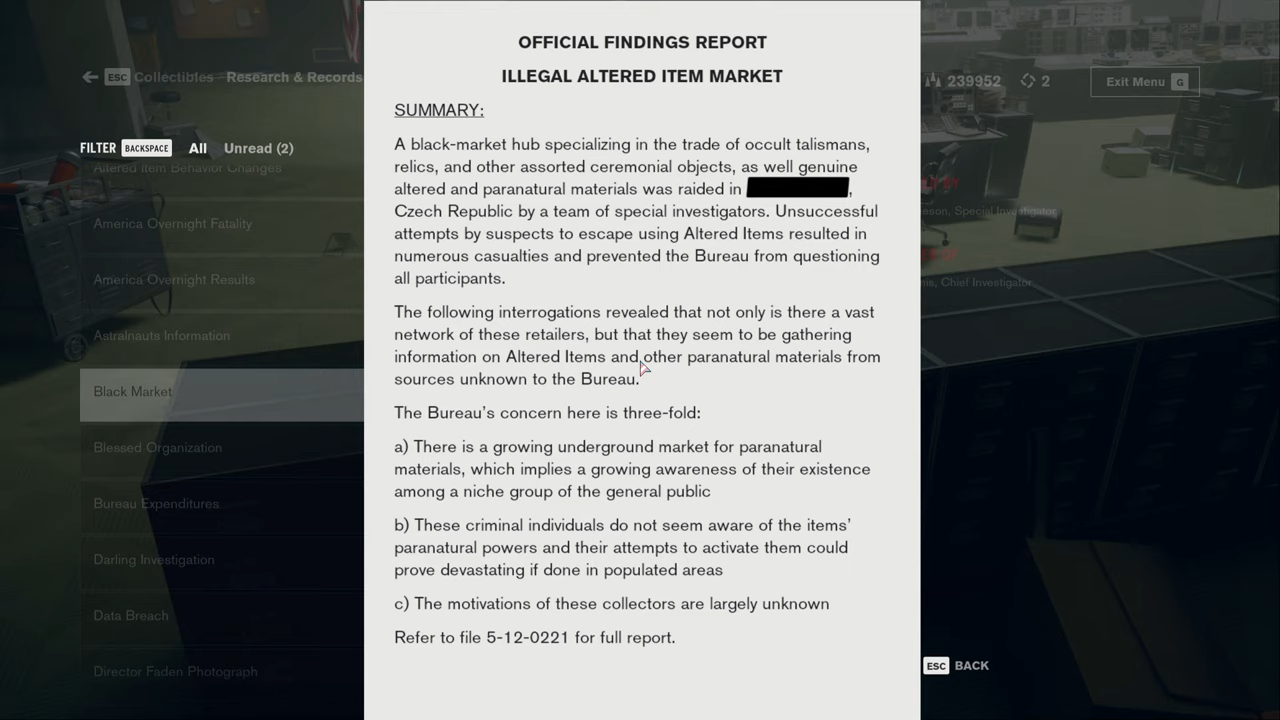 OFFICIAL FINDINGS REPORT
ILLEGAL ALTERED ITEM MARKET
ESC Collectibles Research & Records
239952 2
Exit Menu G
SUMMARY:
FILTER BACKSPACE All Unread (2)
A black-market hub specializing in the trade of occult talismans,
relics, and other assorted ceremonial objects, as well genuine
altered and paranatural materials was raided in ,
Czech Republic by a team of special investigators. Unsuccessful
attempts by suspects to escape using Altered Items resulted in
numerous casualties and prevented the Bureau from questioning
all participants.
The following interrogations revealed that not only is there a vast
network of these retailers, but that they seem to be gathering
information on Altered Items and other paranatural materials from
sources unknown to the Bureau.
The Bureau's concern here is three-fold:
a) There is a growing underground market for paranatural
materials, which implies a growing awareness of their existence
among a niche group of the general public
b) These criminal individuals do not seem aware of the items'
paranatural powers and their attempts to activate them could
prove devastating if done in populated areas
c) The motivations of these collectors are largely unknown
Refer to file 5-12-0221 for full report.
Altered Item Behavior Changes
America Overnight Fatality
America Overnight Results
Astralnauts Information
Black Market
Blessed Organization
Bureau Expenditures
Darling Investigation
Data Breach
Director Faden Photograph
Special Investigator
Chief Investigator
ESC BACK